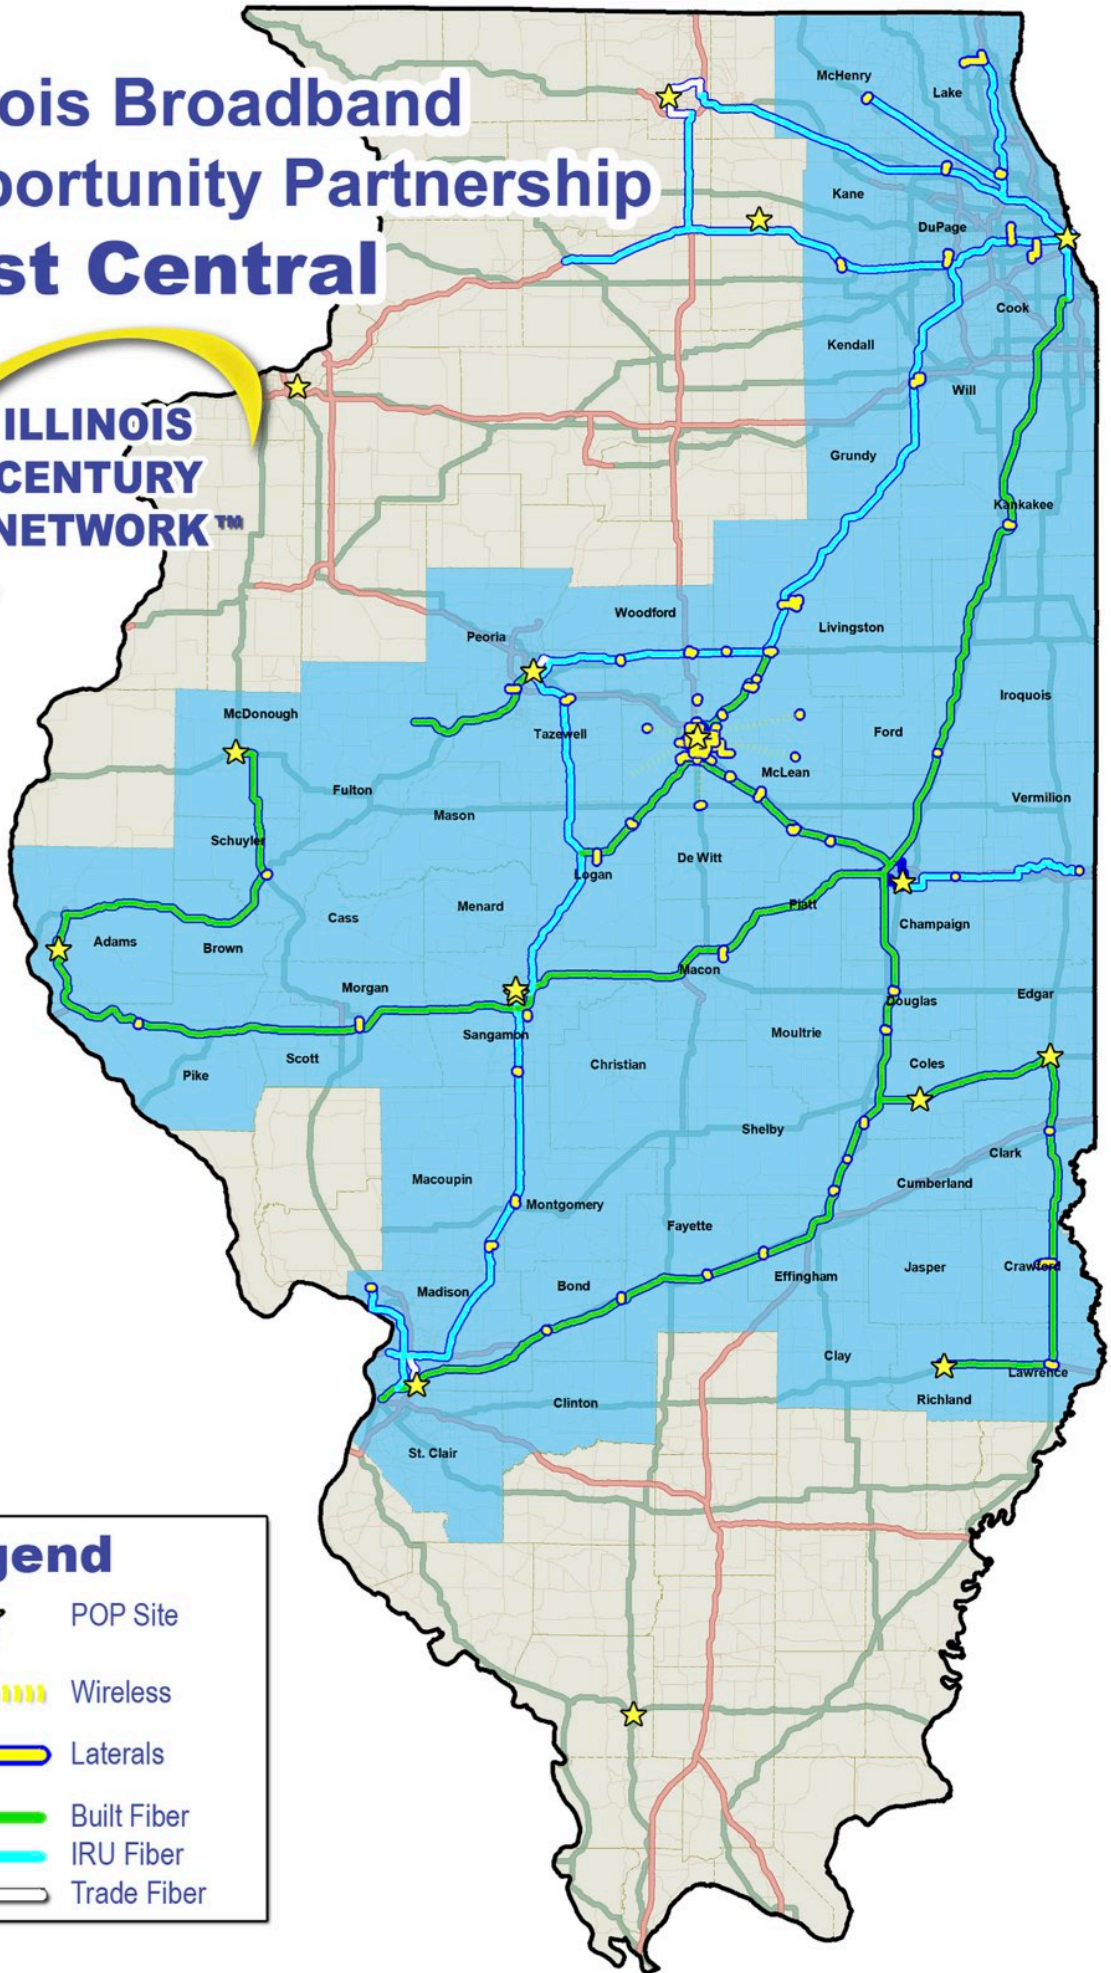 ois Broadband
portunity Partnership
st Central
ILLINOIS
CENTURY
NETWORK™
McHenry
Lake
Kane
DuPage
Cook
Kendall
Will
Grundy
Kankakee
Woodford
Peoria
Livingston
Iroquois
McDonough
Tazewell
Ford
McLean
Fulton
Vermilion
Mason
Schuyler
De Witt
Logan
Menard
Piatt
Cass
Champaign
Adams
Brown
Macon
Morgan
Edgar
Douglas
Sangamon
Moultrie
Scott
Christian
Coles
Pike
Shelby
Clark
Macoupin
Cumberland
Montgomery
Fayette
Jasper
Crawford
Effingham
Bond
Madison
Clay
Lawrence
Richland
Clinton
St. Clair
gend
POP Site
Wireless
Laterals
Built Fiber
IRU Fiber
Trade Fiber